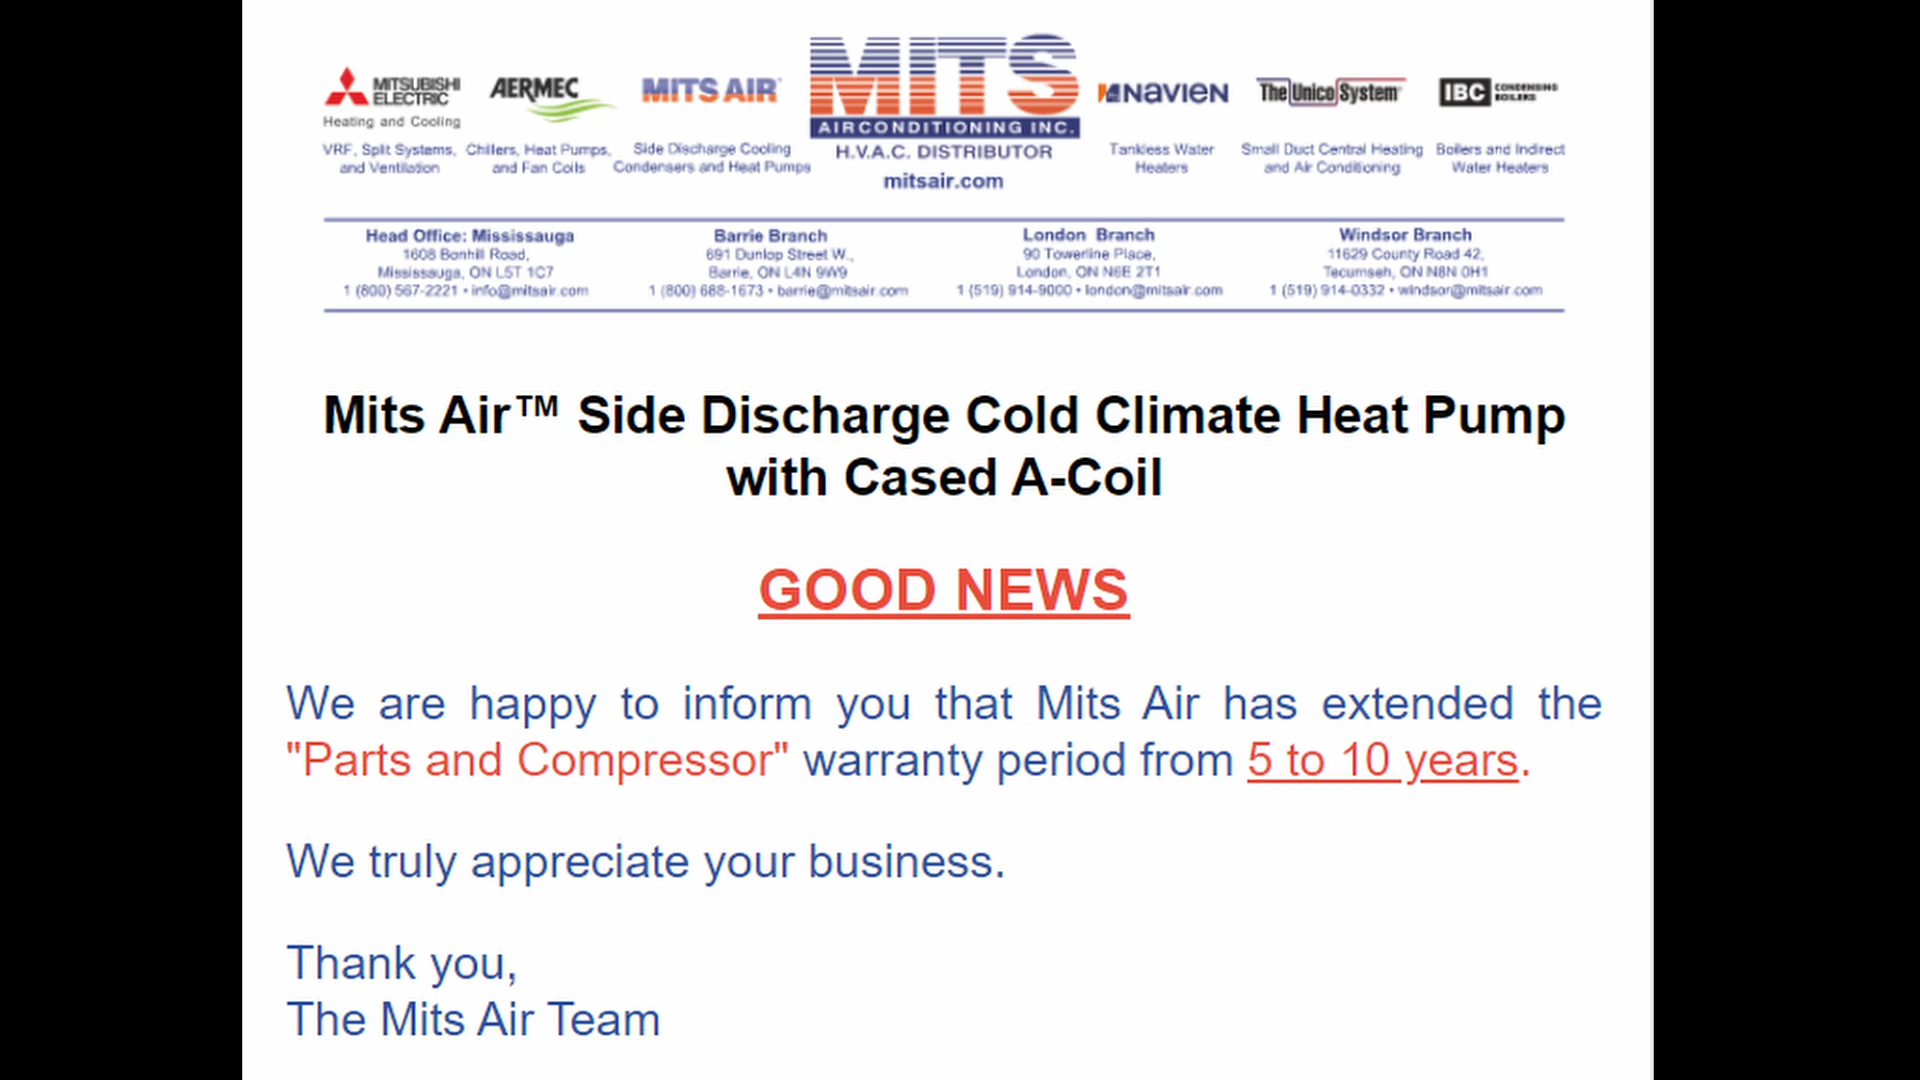 MITSUBISHI ELECTRIC
Heating and Cooling
VRF, Split Systems,
and Ventilation
AERMEC
Chillers, Heat Pumps,
and Fan Coils
MITS AIR
Side Discharge Cooling
Condensers and Heat Pumps
MITS
AIRCONDITIONING INC.
H.V.A.C. DISTRIBUTOR
mitsair.com
NAVIEN
Tankless Water
Heaters
The Unico System
Small Duct Central Heating
and Air Conditioning
IBC CONDENSING BOILERS
Boilers and Indirect
Water Heaters
Head Office: Mississauga
1608 Bonhill Road,
Mississauga, ON L5T 1C7
1 (800) 567-2221 • info@mitsair.com
Barrie Branch
691 Dunlop Street W.,
Barrie, ON L4N 9W9
1 (800) 688-1673 • barrie@mitsair.com
London Branch
90 Towerline Place,
London, ON N6E 2T1
1 (519) 914-9000 • london@mitsair.com
Windsor Branch
11629 County Road 42,
Tecumseh, ON N8N 0H1
1 (519) 914-0332 • windsor@mitsair.com
Mits Air™ Side Discharge Cold Climate Heat Pump
with Cased A-Coil
GOOD NEWS
We are happy to inform you that Mits Air has extended the
"Parts and Compressor" warranty period from 5 to 10 years.
We truly appreciate your business.
Thank you,
The Mits Air Team